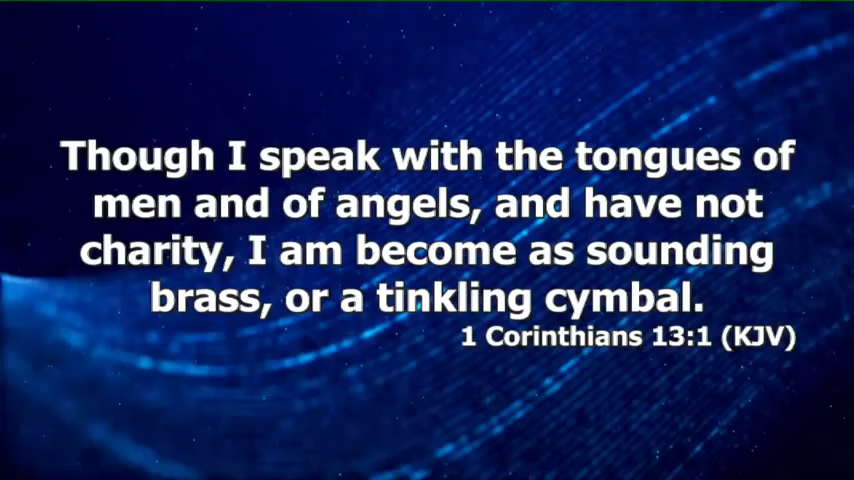 Though I speak with the tongues of
men and of angels, and have not
charity, I am become as sounding
brass, or a tinkling cymbal.
1 Corinthians 13:1 (KJV)